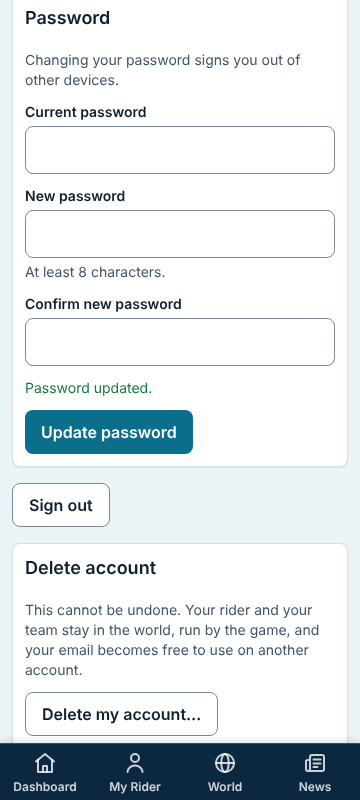 Password
Changing your password signs you out of
other devices.
Current password
New password
At least 8 characters.
Confirm new password
Password updated.
Update password
Sign out
Delete account
This cannot be undone. Your rider and your
team stay in the world, run by the game, and
your email becomes free to use on another
account.
Delete my account...
Dashboard
My Rider
World
News